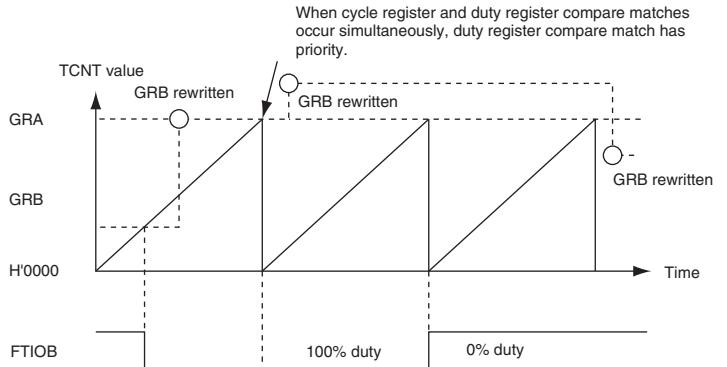 When cycle register and duty register compare matches
occur simultaneously, duty register compare match has
priority.
TCNT value
GRB rewritten
GRB rewritten
GRA
GRB rewritten
GRB
H'0000
Time
FTIOB
100% duty
0% duty